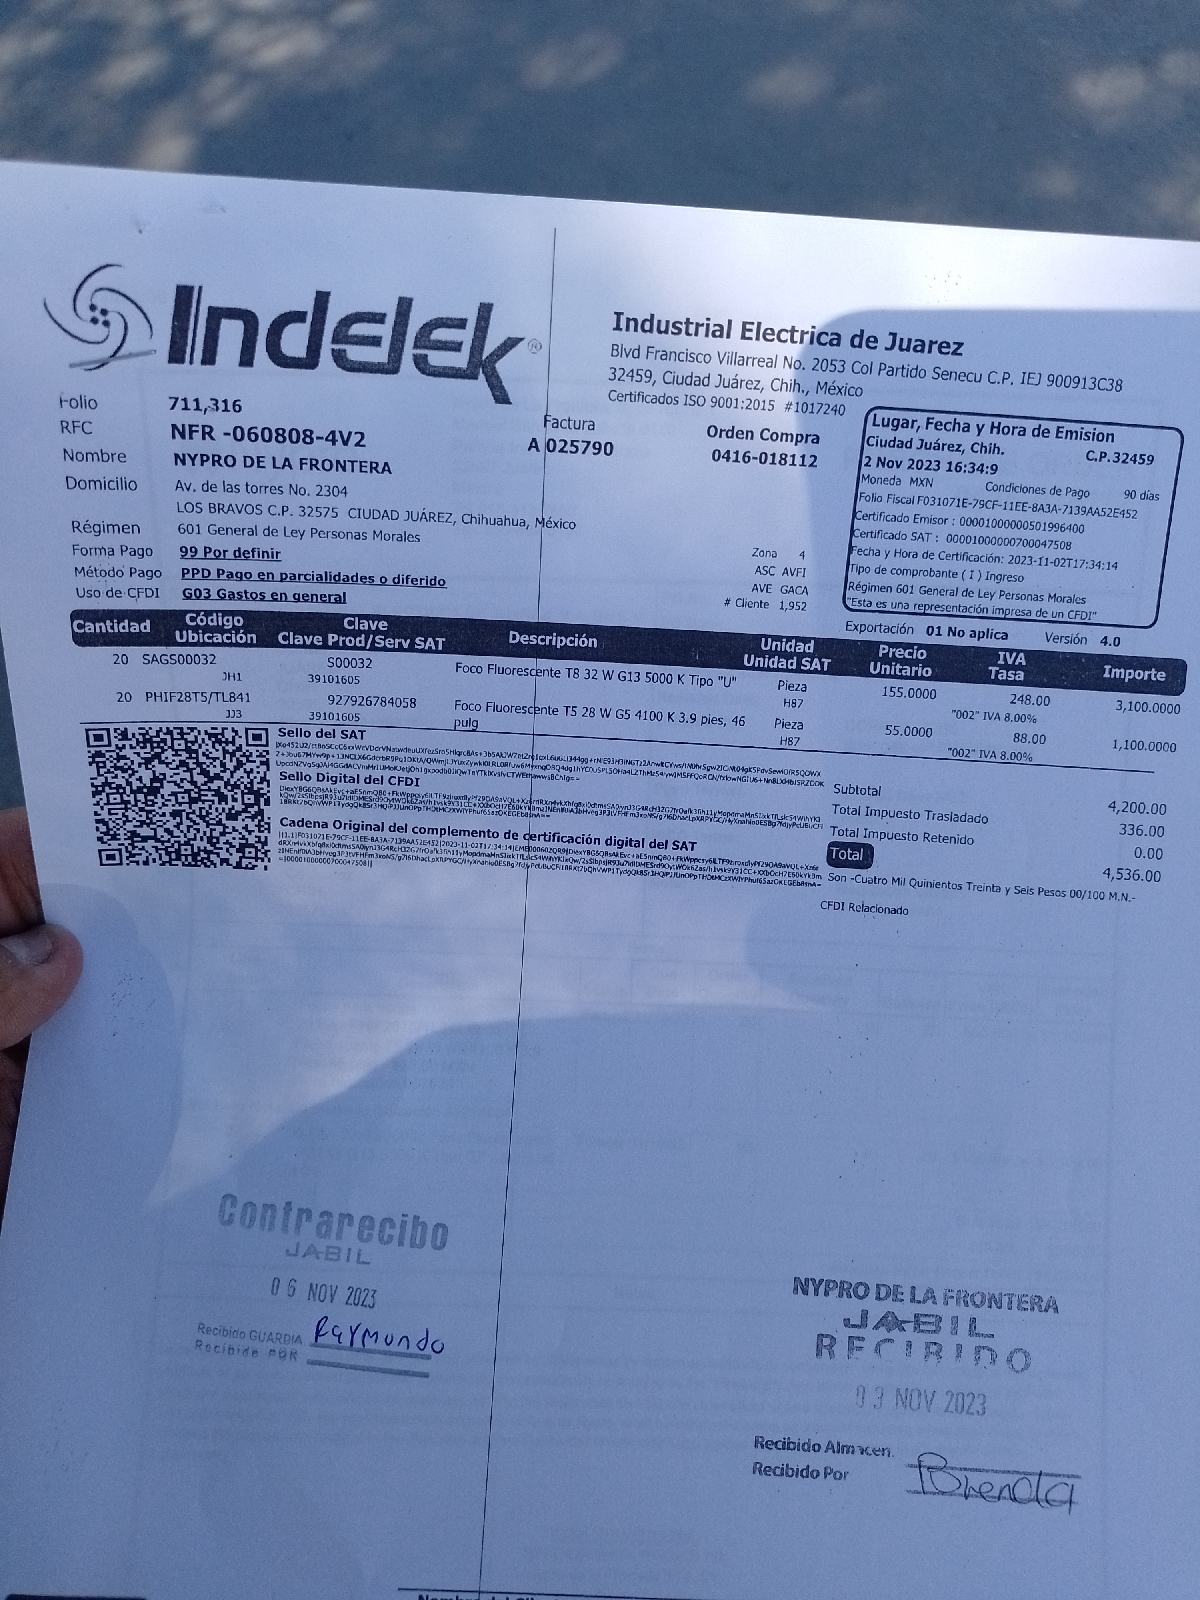 Indelek®
Industrial Electrica de Juarez
Blvd Francisco Villarreal No. 2053 Col Partido Senecu C.P. IEJ 900913C38
32459, Ciudad Juárez, Chih., México
Certificados ISO 9001:2015 #1017240
Folio 711,316
RFC NFR -060808-4V2
Nombre NYPRO DE LA FRONTERA
Domicilio Av. de las torres No. 2304
LOS BRAVOS C.P. 32575 CIUDAD JUÁREZ, Chihuahua, México
Régimen 601 General de Ley Personas Morales
Forma Pago 99 Por definir
Método Pago PPD Pago en parcialidades o diferido
Uso de CFDI G03 Gastos en general
Factura
A 025790
Orden Compra
0416-018112
Zona 4
ASC AVFI
AVE GACA
# Cliente 1,952
Lugar, Fecha y Hora de Emision
Ciudad Juárez, Chih. C.P.32459
2 Nov 2023 16:34:9
Moneda MXN Condiciones de Pago 90 días
Folio Fiscal F031071E-79CF-11EE-8A3A-7139AA52E452
Certificado Emisor : 00001000000501996400
Certificado SAT : 00001000000700047508
Fecha y Hora de Certificación: 2023-11-02T17:34:14
Tipo de comprobante ( I ) Ingreso
Régimen 601 General de Ley Personas Morales
"Esta es una representación impresa de un CFDI"
Exportación 01 No aplica Versión 4.0
Cantidad Código Ubicación Clave Clave Prod/Serv SAT Descripción Unidad Unidad SAT Precio Unitario IVA Tasa Importe
20 SAGS00032 S00032 Foco Fluorescente T8 32 W G13 5000 K Tipo "U" Pieza 155.0000 248.00 3,100.0000
JH1 39101605 H87 "002" IVA 8.00%
20 PHIF28T5/TL841 927926784058 Foco Fluorescente T5 28 W G5 4100 K 3.9 pies, 46 Pieza 55.0000 88.00 1,100.0000
JJ3 39101605 pulg H87 "002" IVA 8.00%
Sello del SAT
Sello Digital del CFDI
Cadena Original del complemento de certificación digital del SAT
Subtotal 4,200.00
Total Impuesto Trasladado 336.00
Total Impuesto Retenido 0.00
Total 4,536.00
Son -Cuatro Mil Quinientos Treinta y Seis Pesos 00/100 M.N.-
CFDI Relacionado
Contrarecibo
JABIL
06 NOV 2023
Recibido GUARDIA Raymundo
Recibido POR
NYPRO DE LA FRONTERA
JABIL
RECIBIDO
03 NOV 2023
Recibido Almacen.
Recibido Por Brenda